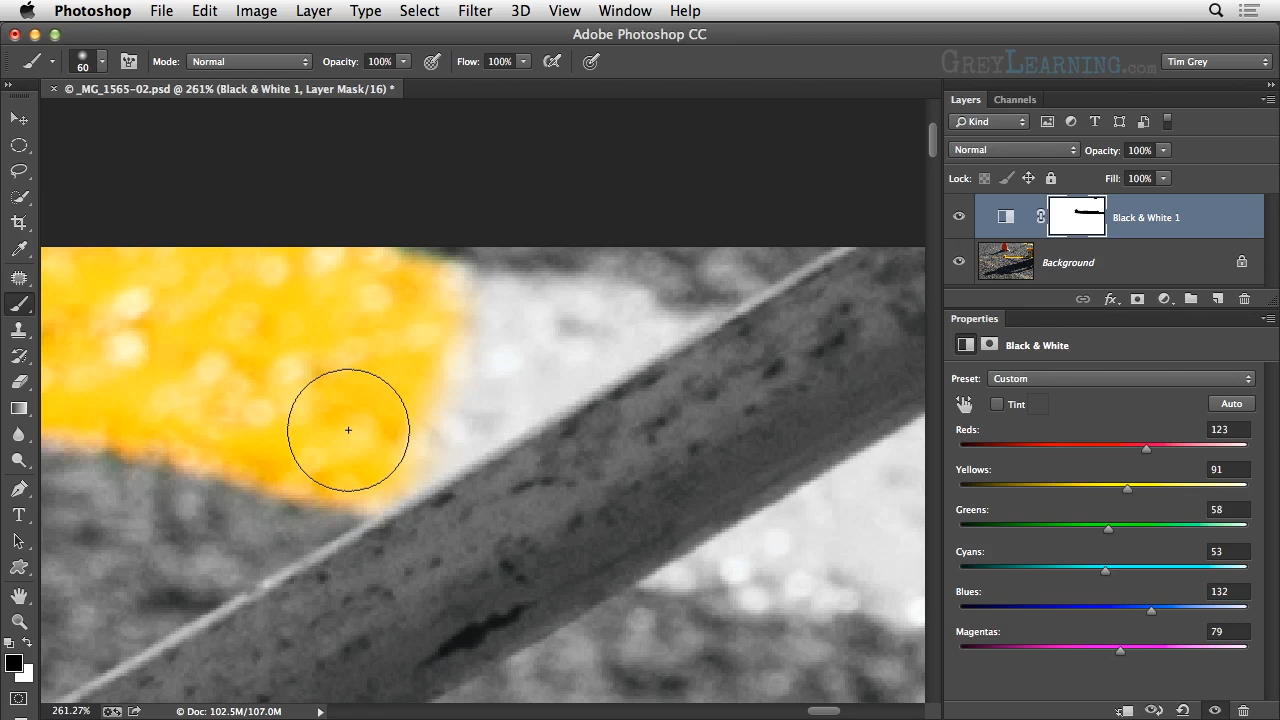 Photoshop File Edit Image Layer Type Select Filter 3D View Window Help
Adobe Photoshop CC
60 Mode: Normal Opacity: 100% Flow: 100% GREYLEARNING.com Tim Grey
© _MG_1565-02.psd @ 261% (Black & White 1, Layer Mask/16) *
Layers Channels
Kind
Normal Opacity: 100%
Lock: Fill: 100%
Black & White 1
Background
Properties
Black & White
Preset: Custom
Tint Auto
Reds: 123
Yellows: 91
Greens: 58
Cyans: 53
Blues: 132
Magentas: 79
261.27% © Doc: 102.5M/107.0M